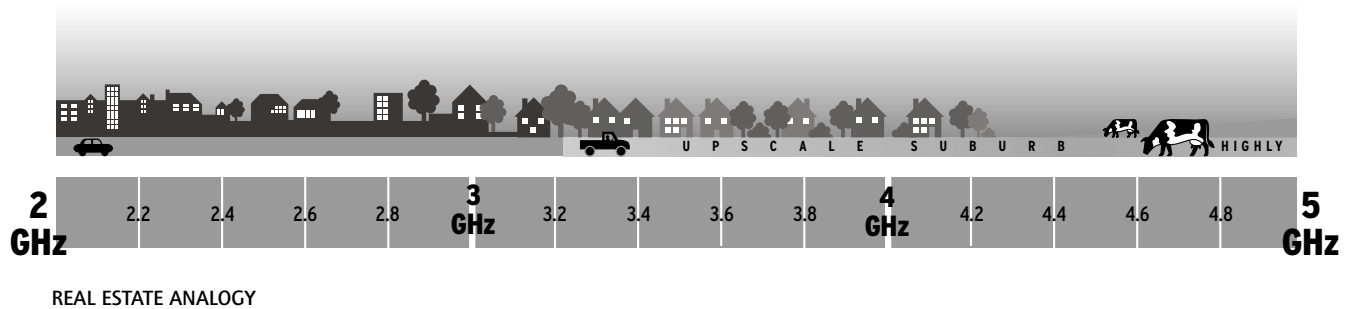 UPSCALE SUBURB HIGHLY
2 GHz 2.2 2.4 2.6 2.8 3 GHz 3.2 3.4 3.6 3.8 4 GHz 4.2 4.4 4.6 4.8 5 GHz
REAL ESTATE ANALOGY